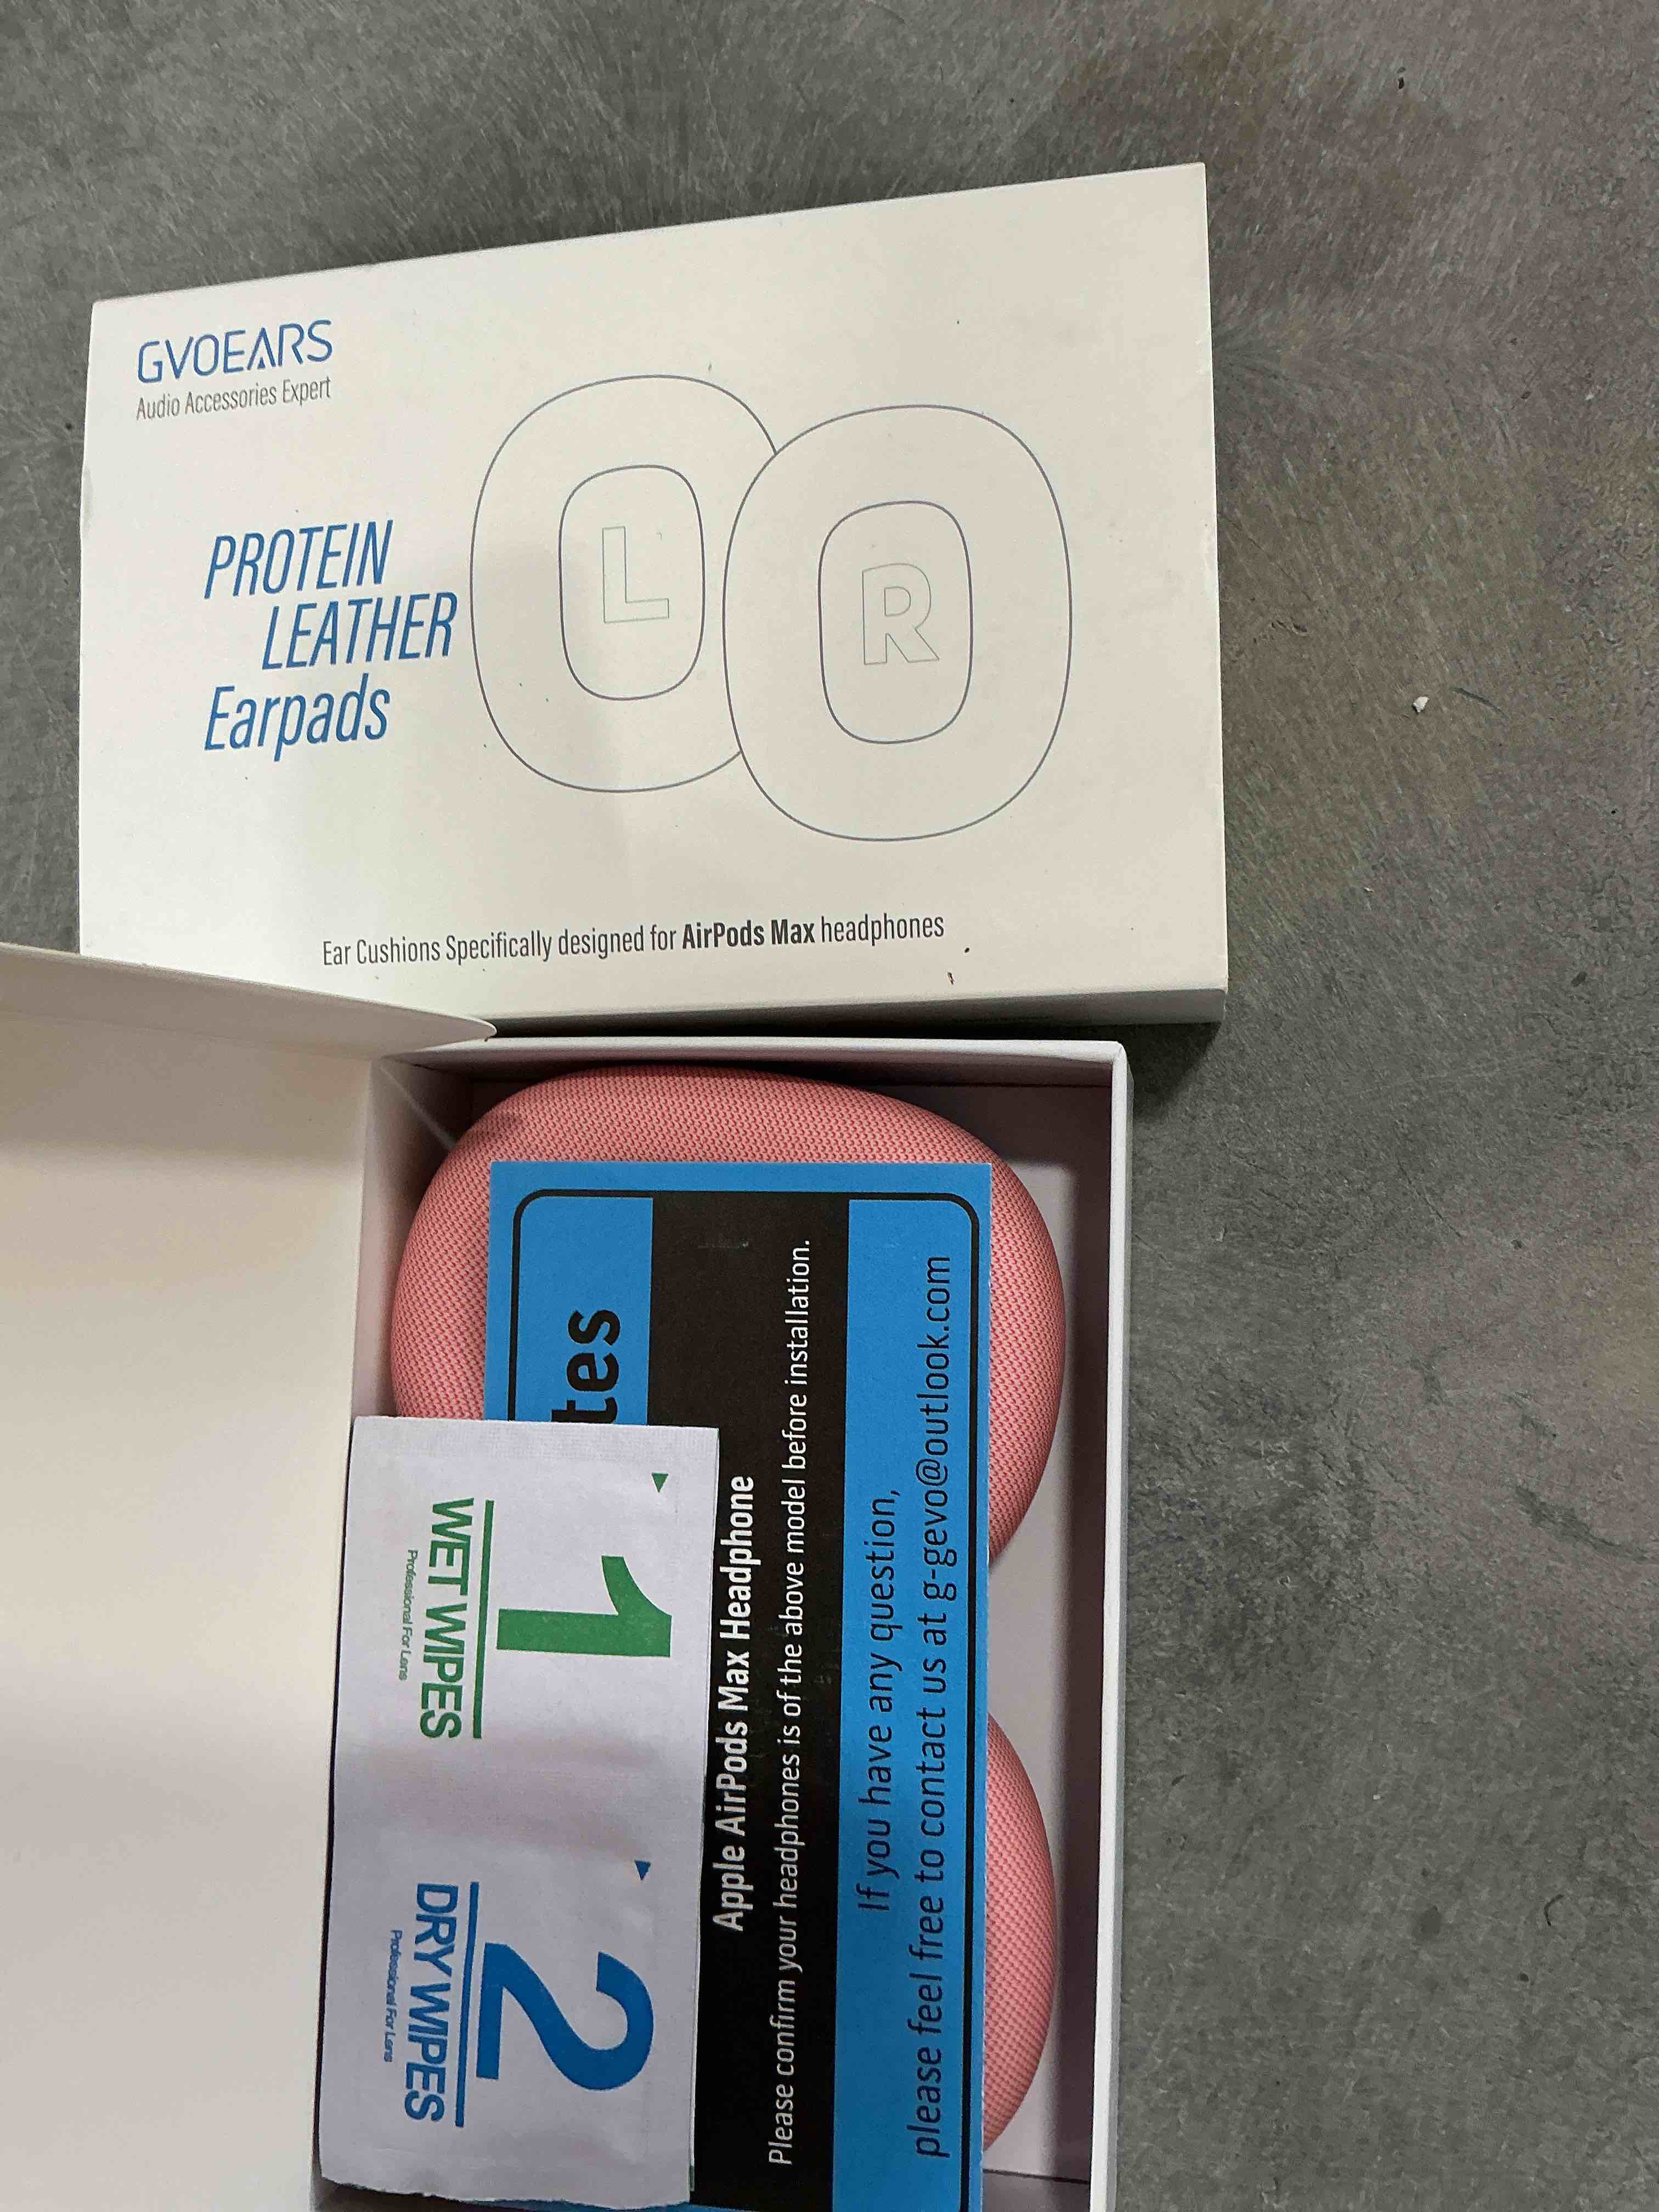 GVOEARS
Audio Accessories Expert
PROTEIN
LEATHER
Earpads
L
R
Ear Cushions Specifically designed for AirPods Max headphones
tes
Apple AirPods Max Headphone
Please confirm your headphones is of the above model before installation.
If you have any question,
please feel free to contact us at g-gevo@outlook.com
1
WET WIPES
Professional For Lens
2
DRY WIPES
Professional For Lens